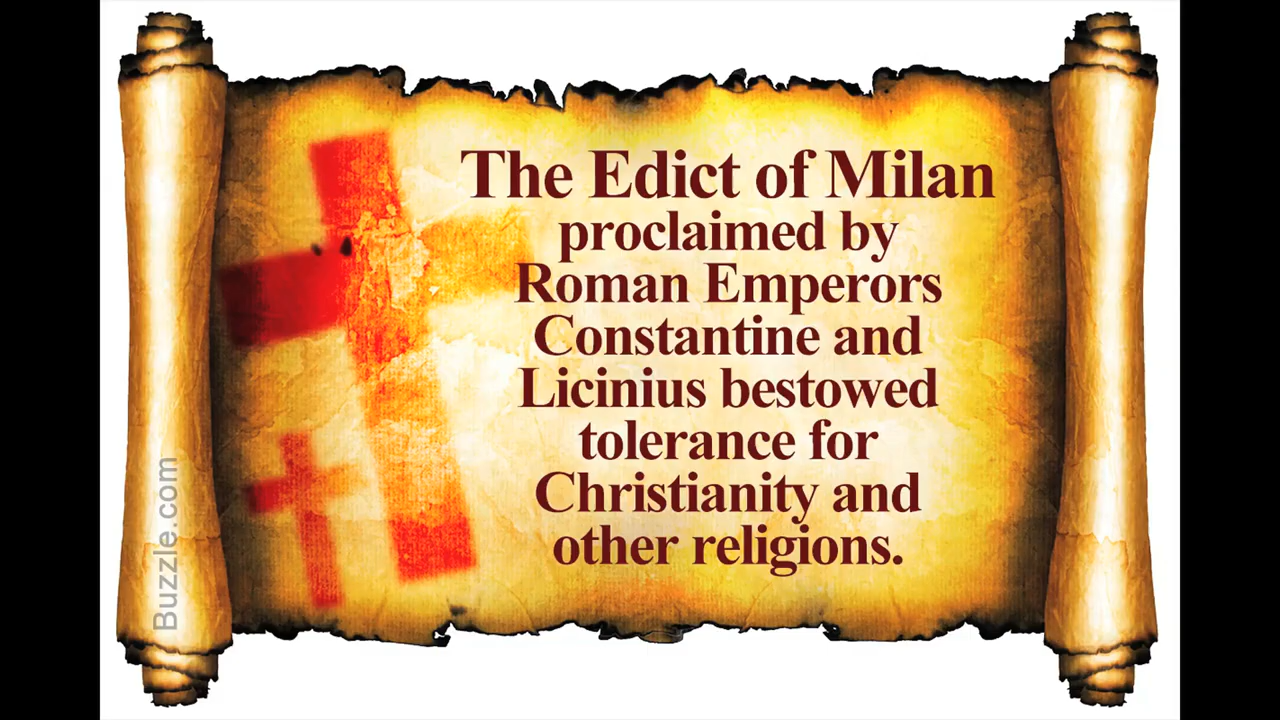 The Edict of Milan
proclaimed by
Roman Emperors
Constantine and
Licinius bestowed
tolerance for
Christianity and
other religions.
Buzzle.com